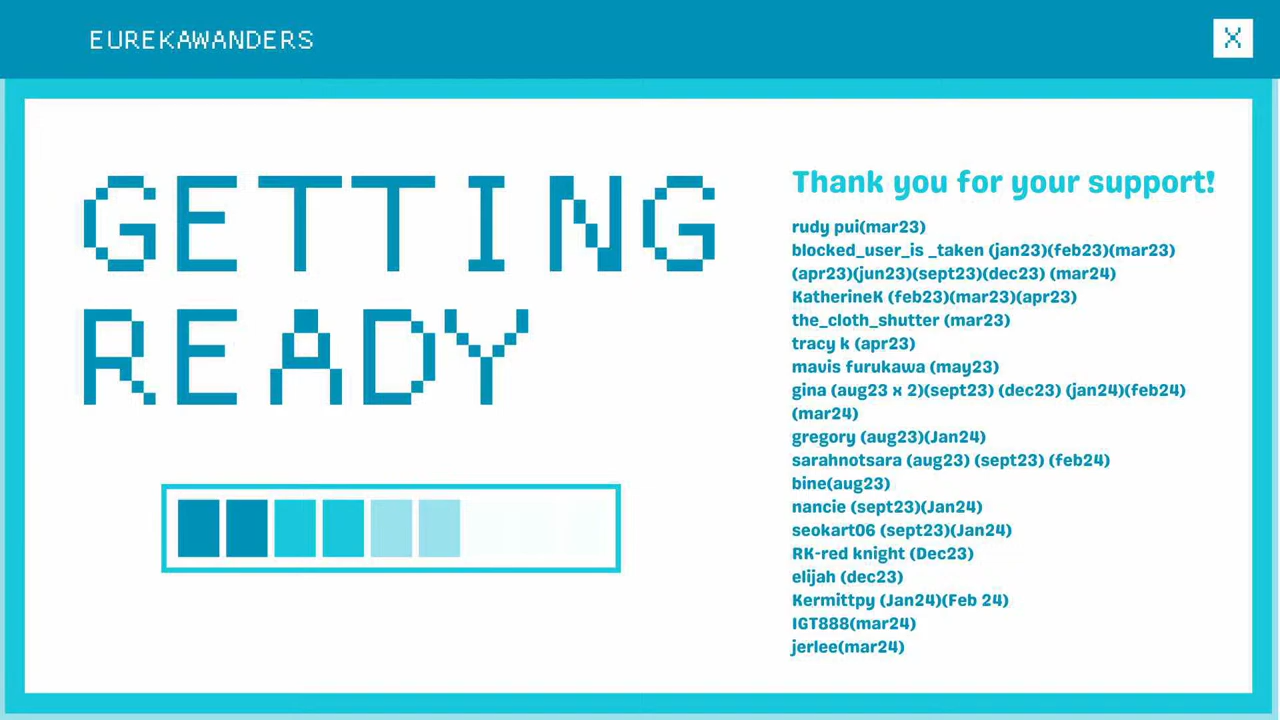 EUREKAWANDERS
X
GETTING
READY
Thank you for your support!
rudy pui(mar23)
blocked_user_is _taken (jan23)(feb23)(mar23)
(apr23)(jun23)(sept23)(dec23) (mar24)
KatherineK (feb23)(mar23)(apr23)
the_cloth_shutter (mar23)
tracy k (apr23)
mavis furukawa (may23)
gina (aug23 x 2)(sept23) (dec23) (jan24)(feb24)
(mar24)
gregory (aug23)(Jan24)
sarahnotsara (aug23) (sept23) (feb24)
bine(aug23)
nancie (sept23)(Jan24)
seokart06 (sept23)(Jan24)
RK-red knight (Dec23)
elijah (dec23)
Kermittpy (Jan24)(Feb 24)
IGT888(mar24)
jerlee(mar24)